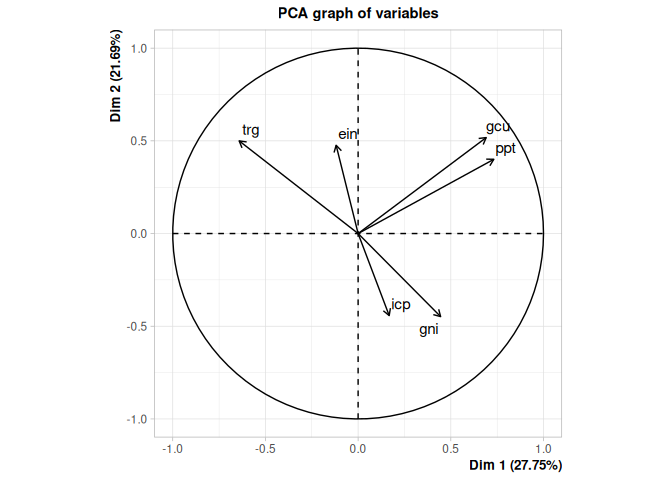 PCA graph of variables
Dim 2 (21.69%)
1.0
0.5
0.0
-0.5
-1.0
trg
ein
gcu
ppt
icp
gni
-1.0
-0.5
0.0
0.5
1.0
Dim 1 (27.75%)